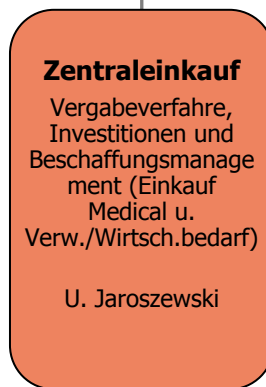 Zentraleinkauf
Vergabeverfahre,
Investitionen und
Beschaffungsmanage
ment (Einkauf
Medical u.
Verw./Wirtsch.bedarf)
U. Jaroszewski